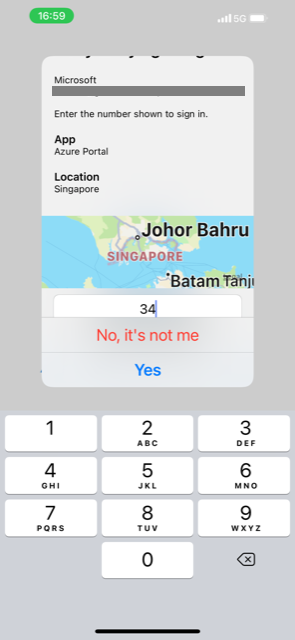 16:59
5G
Microsoft
Enter the number shown to sign in.
App
Azure Portal
Location
Singapore
Johor Bahru
SINGAPORE
Batam Tanju
34
No, it's not me
Yes
1
2
ABC
3
DEF
4
GHI
5
JKL
6
MNO
7
PQRS
8
TUV
9
WXYZ
0